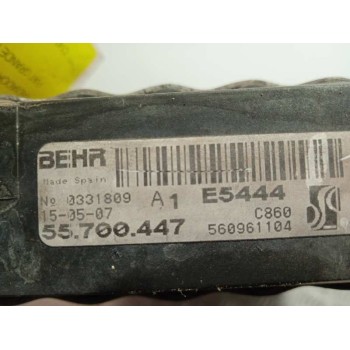 BEHR
Made Spain
No 0331809 A1 E5444
15-05-07 C860
55.700.447 560961104